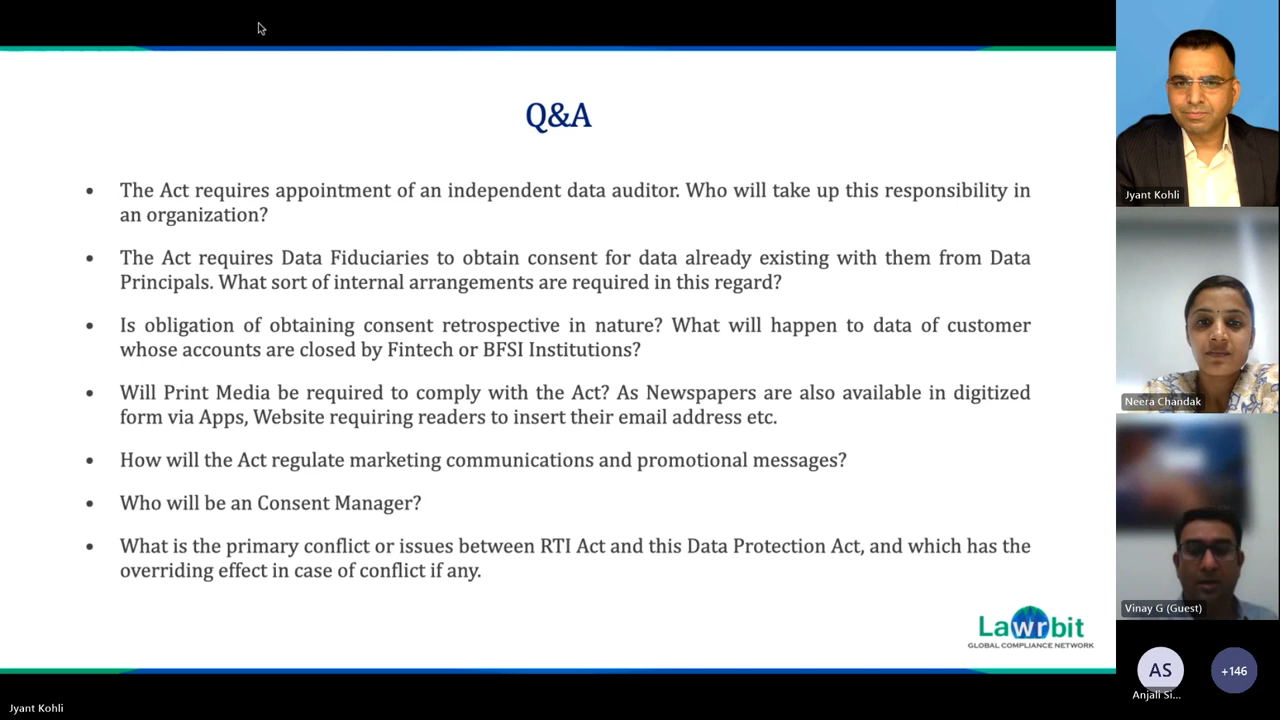 Q&A
• The Act requires appointment of an independent data auditor. Who will take up this responsibility in
an organization?
• The Act requires Data Fiduciaries to obtain consent for data already existing with them from Data
Principals. What sort of internal arrangements are required in this regard?
• Is obligation of obtaining consent retrospective in nature? What will happen to data of customer
whose accounts are closed by Fintech or BFSI Institutions?
• Will Print Media be required to comply with the Act? As Newspapers are also available in digitized
form via Apps, Website requiring readers to insert their email address etc.
• How will the Act regulate marketing communications and promotional messages?
• Who will be an Consent Manager?
• What is the primary conflict or issues between RTI Act and this Data Protection Act, and which has the
overriding effect in case of conflict if any.
Lawrbit
GLOBAL COMPLIANCE NETWORK
Jyant Kohli
Jyant Kohli
Neera Chandak
Vinay G (Guest)
AS
+146
Anjali Si...